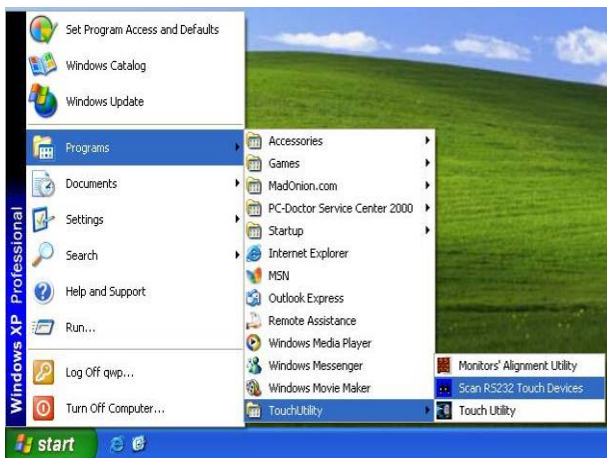 Set Program Access and Defaults
Windows Catalog
Windows Update
Programs
Documents
Settings
Search
Help and Support
Run...
Log Off qwp...
Turn Off Computer...
Windows XP Professional
Accessories
Games
MadOnion.com
PC-Doctor Service Center 2000
Startup
Internet Explorer
MSN
Outlook Express
Remote Assistance
Windows Media Player
Windows Messenger
Windows Movie Maker
TouchUtility
Monitors' Alignment Utility
Scan RS232 Touch Devices
Touch Utility
start